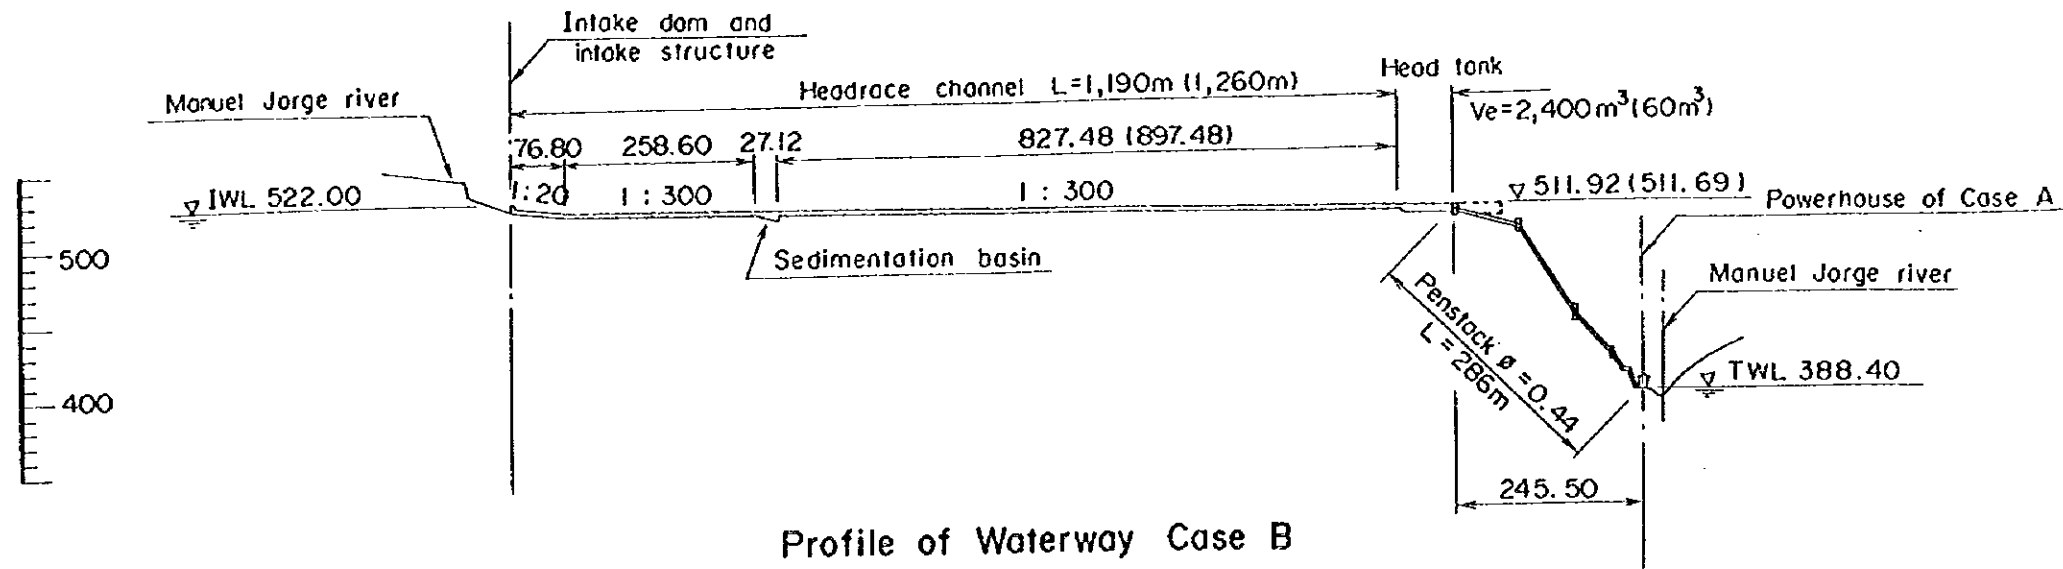 Intake dam and
intake structure
Headrace channel L=1,190m (1,260m)
Head tank
Manuel Jorge river
Ve=2,400m³(60m³)
76.80 258.60 27.12 827.48 (897.48)
IWL 522.00
1:20 1 : 300 1 : 300
511.92 (511.69)
Powerhouse of Case A
500
Sedimentation basin
Manuel Jorge river
Penstock ø = 0.44
L = 286m
TWL 388.40
400
245.50
Profile of Waterway Case B